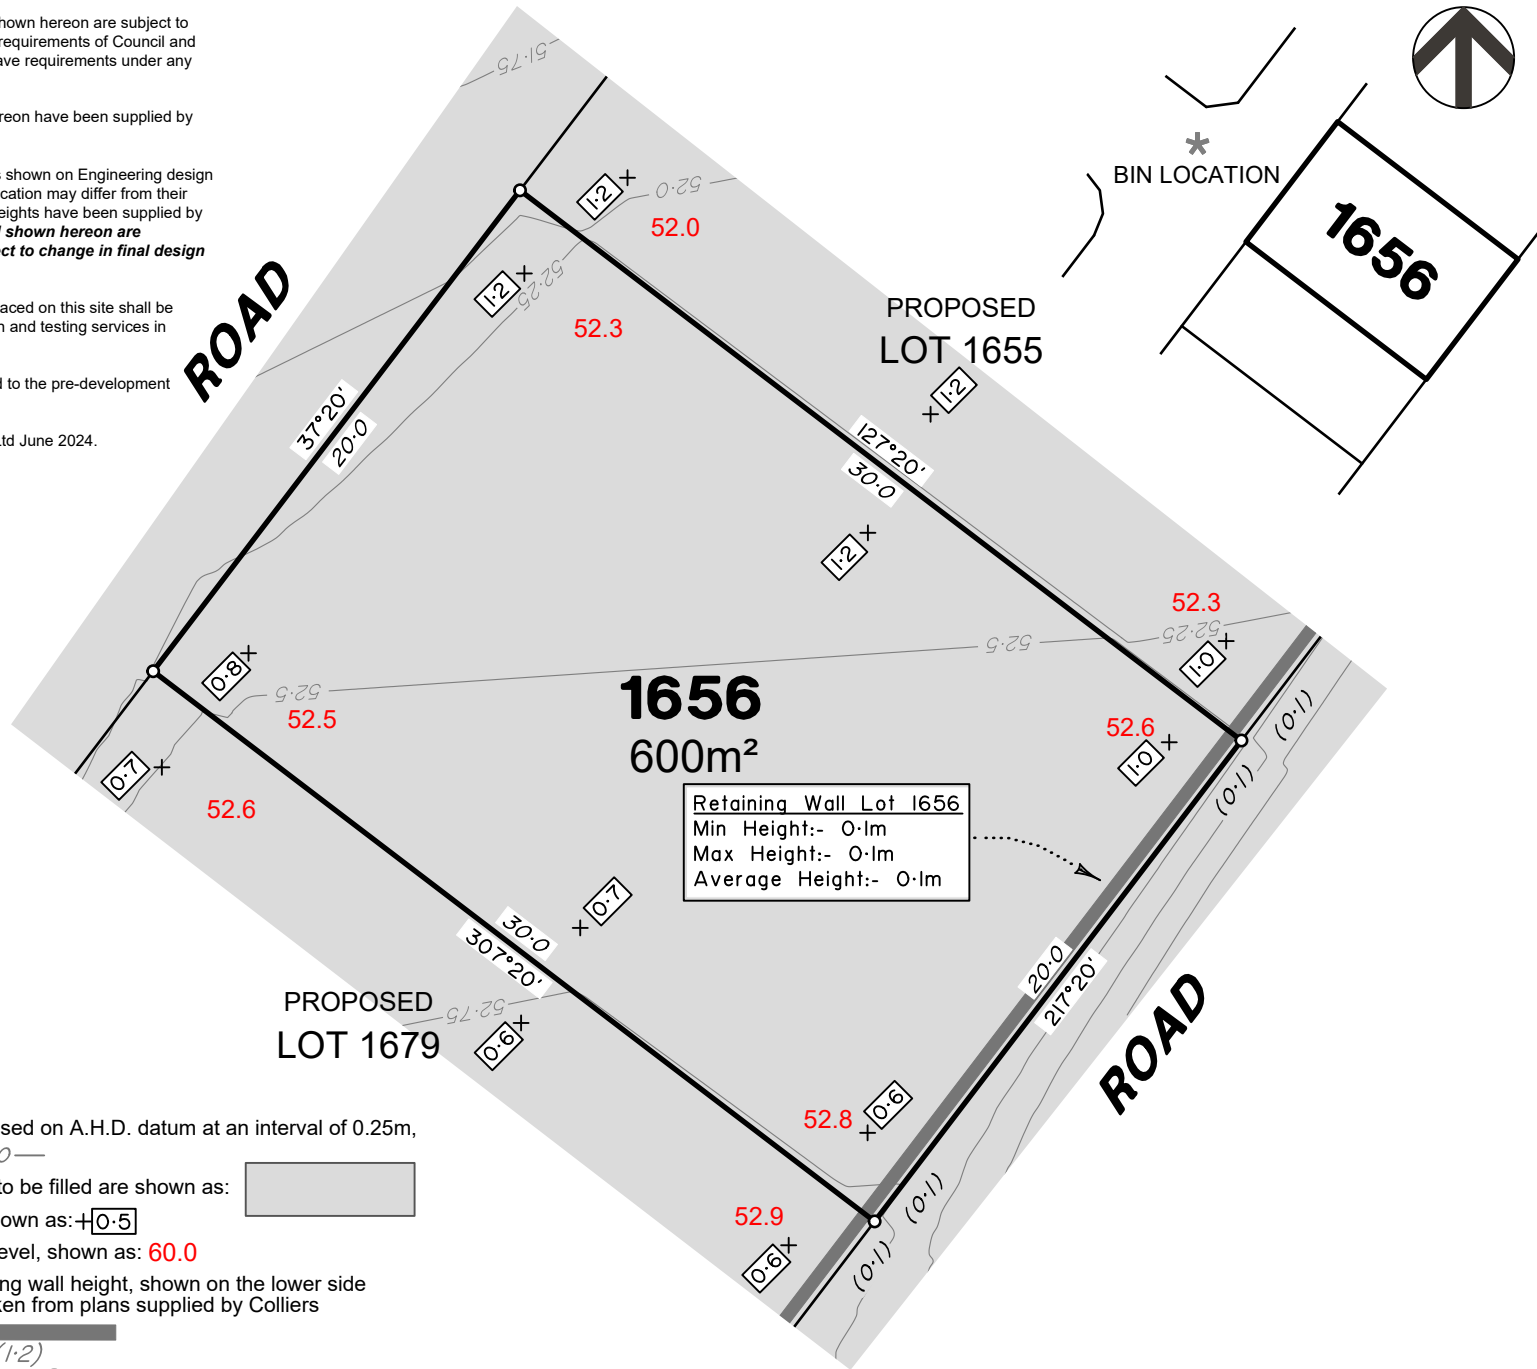 hown hereon are subject to
requirements of Council and
ave requirements under any
reon have been supplied by
s shown on Engineering design
cation may differ from their
eights have been supplied by
l shown hereon are
ct to change in final design
aced on this site shall be
n and testing services in
d to the pre-development
td June 2024.
51·75
BIN LOCATION
1656
1·2
52·0
52.0
1·2
52·25
52.3
ROAD
PROPOSED
LOT 1655
1·2
37°20'
20·0
127°20'
30·0
1·2
52.3
52·25
1·0
52·5
0·8
52·5
52.5
1656
600m²
52.6
1·0
(0·1)
(0·1)
0·7
52.6
Retaining Wall Lot 1656
Min Height:- 0·1m
Max Height:- 0·1m
Average Height:- 0·1m
0·7
30·0
307°20'
20·0
217°20'
PROPOSED
LOT 1679
52·75
0·6
ROAD
52.8
0·6
(0·1)
52.9
0·6
(0·1)
sed on A.H.D. datum at an interval of 0.25m,
to be filled are shown as:
own as: +0·5
evel, shown as: 60.0
ng wall height, shown on the lower side
ken from plans supplied by Colliers
(1·2)